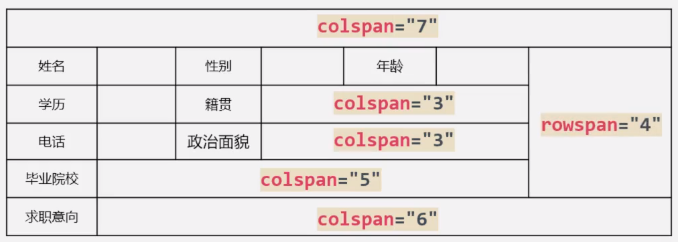 colspan="7"
姓名 性别 年龄
学历 籍贯 colspan="3"
rowspan="4"
电话 政治面貌 colspan="3"
毕业院校 colspan="5"
求职意向 colspan="6"